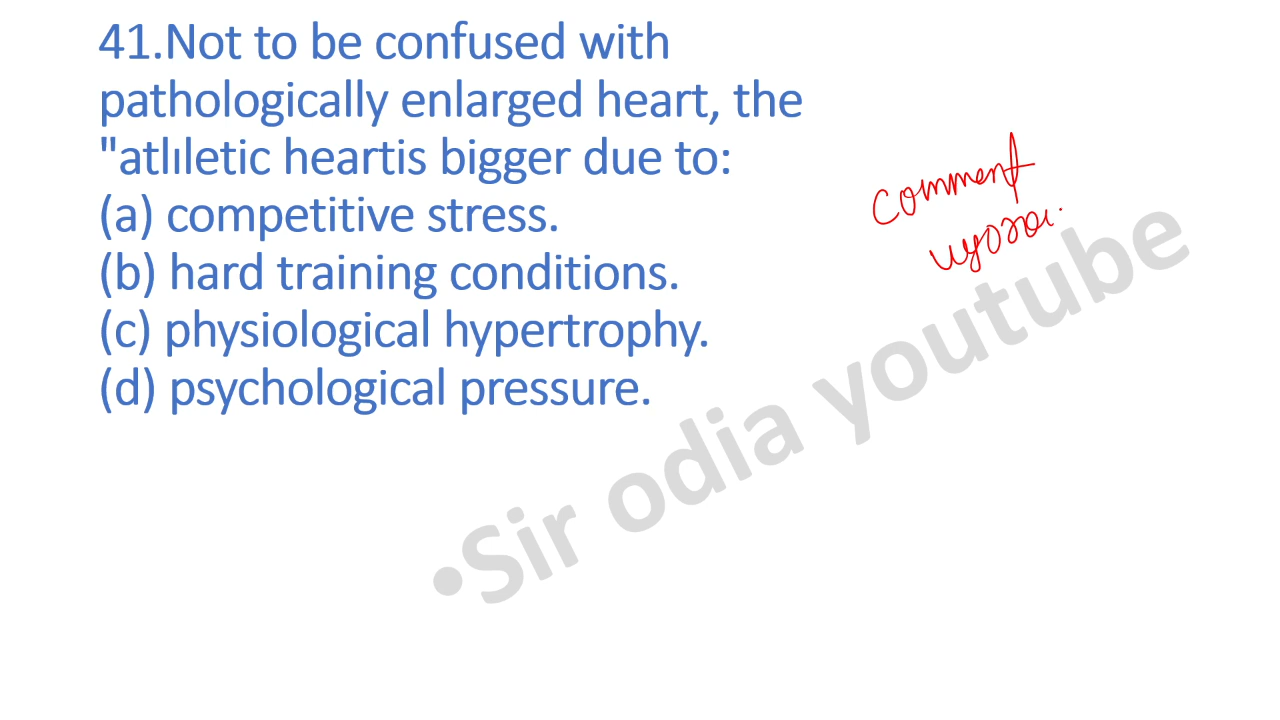 41.Not to be confused with
pathologically enlarged heart, the
"atlıletic heartis bigger due to:
(a) competitive stress.
(b) hard training conditions.
(c) physiological hypertrophy.
(d) psychological pressure.
Comment
•Sir odia youtube